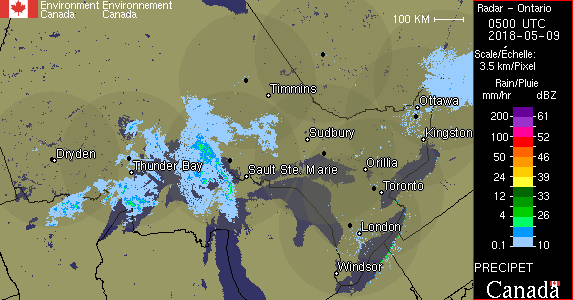 Environment Environnement
Canada Canada
100 KM
Timmins
Ottawa
Kingston
Sudbury
Dryden
Thunder Bay
Sault Ste. Marie
Orillia
Toronto
London
Windsor
Radar - Ontario
0500 UTC
2018-05-09
Scale/Échelle:
3.5 km/Pixel
Rain/Pluie
mm/hr dBZ
200 61
100 52
50 46
24 39
12 33
4 26
0.1 10
PRECIPET
Canada